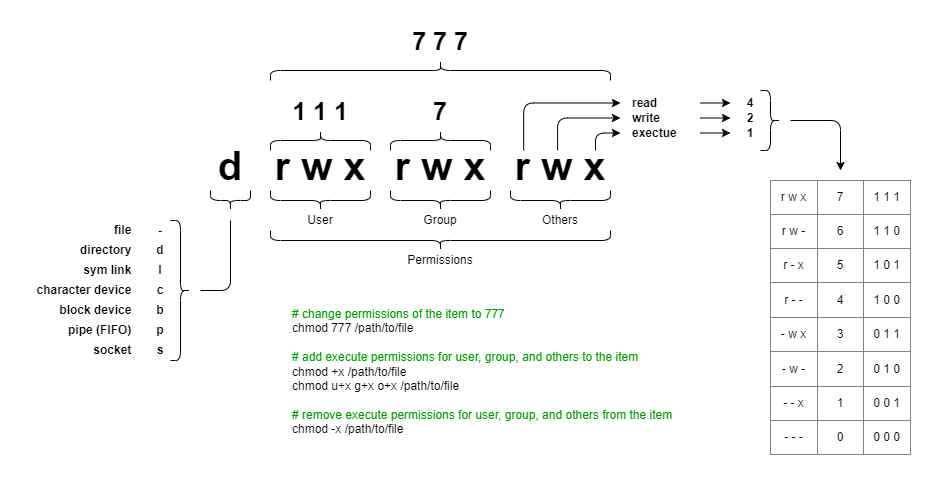 7 7 7
1 1 1 7
read 4
write 2
exectue 1
d r w x r w x r w x
User Group Others
Permissions
file -
directory d
sym link l
character device c
block device b
pipe (FIFO) p
socket s
# change permissions of the item to 777
chmod 777 /path/to/file
# add execute permissions for user, group, and others to the item
chmod +x /path/to/file
chmod u+x g+x o+x /path/to/file
# remove execute permissions for user, group, and others from the item
chmod -x /path/to/file
r w x 7 1 1 1
r w - 6 1 1 0
r - x 5 1 0 1
r - - 4 1 0 0
- w x 3 0 1 1
- w - 2 0 1 0
- - x 1 0 0 1
- - - 0 0 0 0